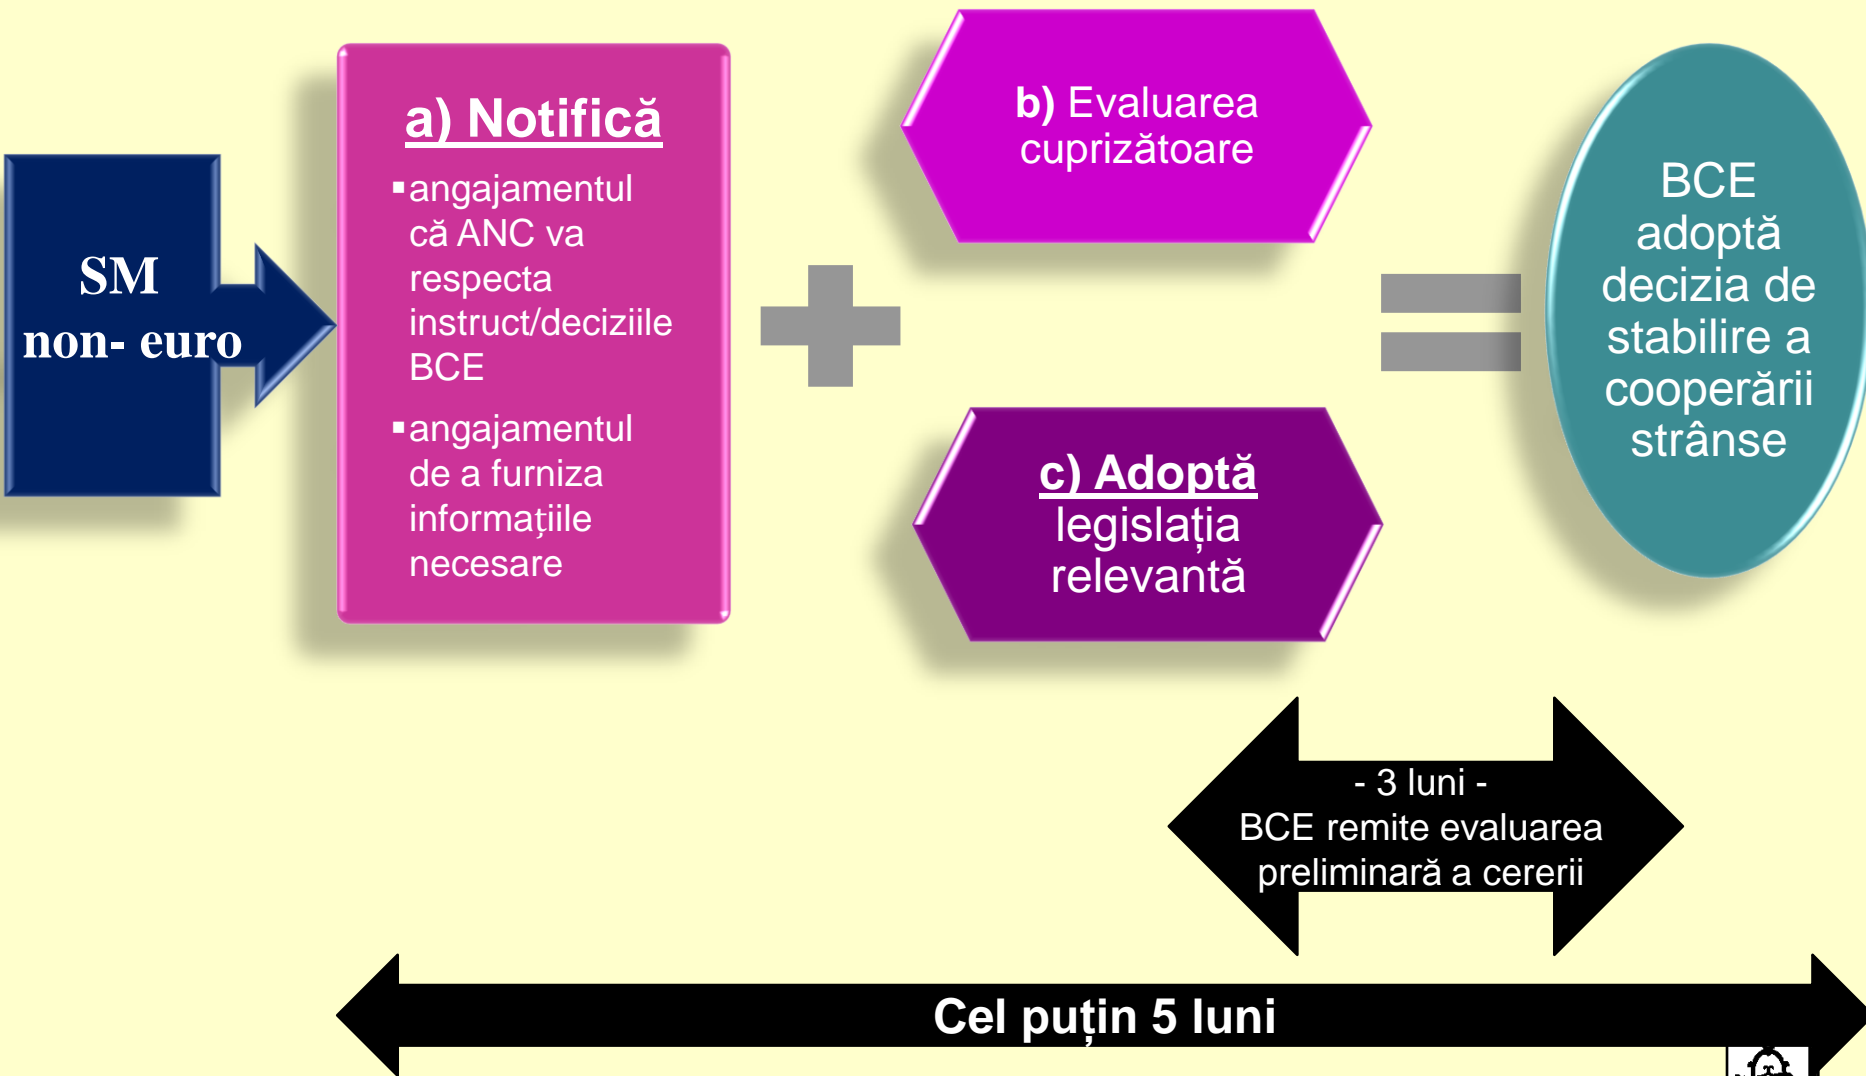 SM
non- euro
a) Notifică
▪angajamentul
că ANC va
respecta
instruct/deciziile
BCE
▪angajamentul
de a furniza
informațiile
necesare
b) Evaluarea
cuprizătoare
c) Adoptă
legislația
relevantă
BCE
adoptă
decizia de
stabilire a
cooperării
strânse
- 3 luni -
BCE remite evaluarea
preliminară a cererii
Cel puțin 5 luni